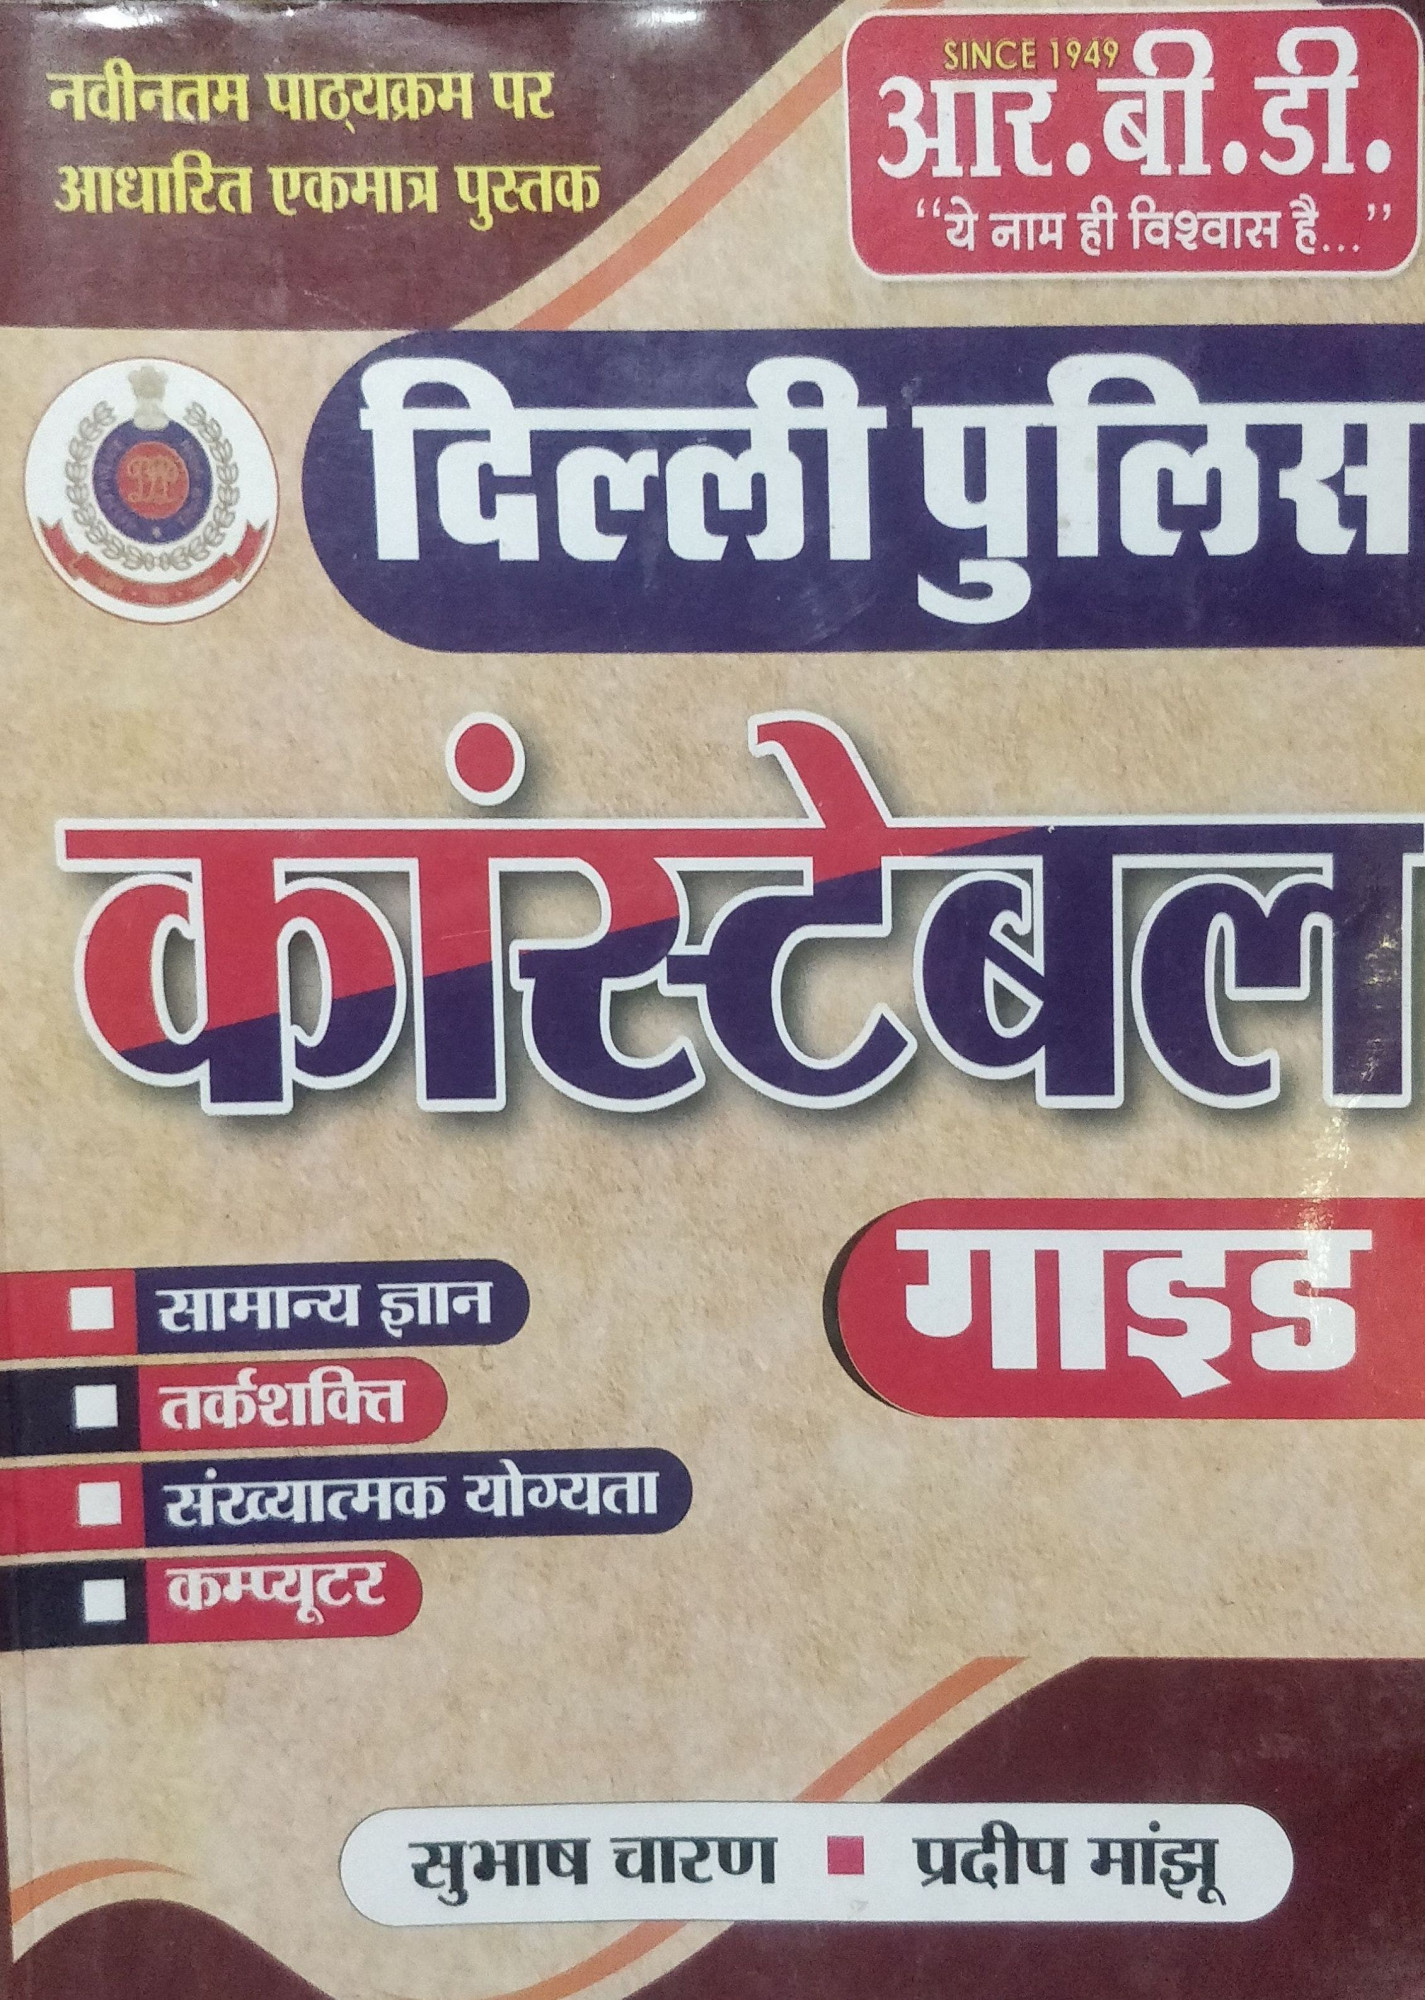 नवीनतम पाठ्यक्रम पर
आधारित एकमात्र पुस्तक
SINCE 1949
आर.बी.डी.
“ये नाम ही विश्वास है...”
दिल्ली पुलिस
कांस्टेबल
गाइड
सामान्य ज्ञान
तर्कशक्ति
संख्यात्मक योग्यता
कम्प्यूटर
सुभाष चारण ■ प्रदीप मांझू